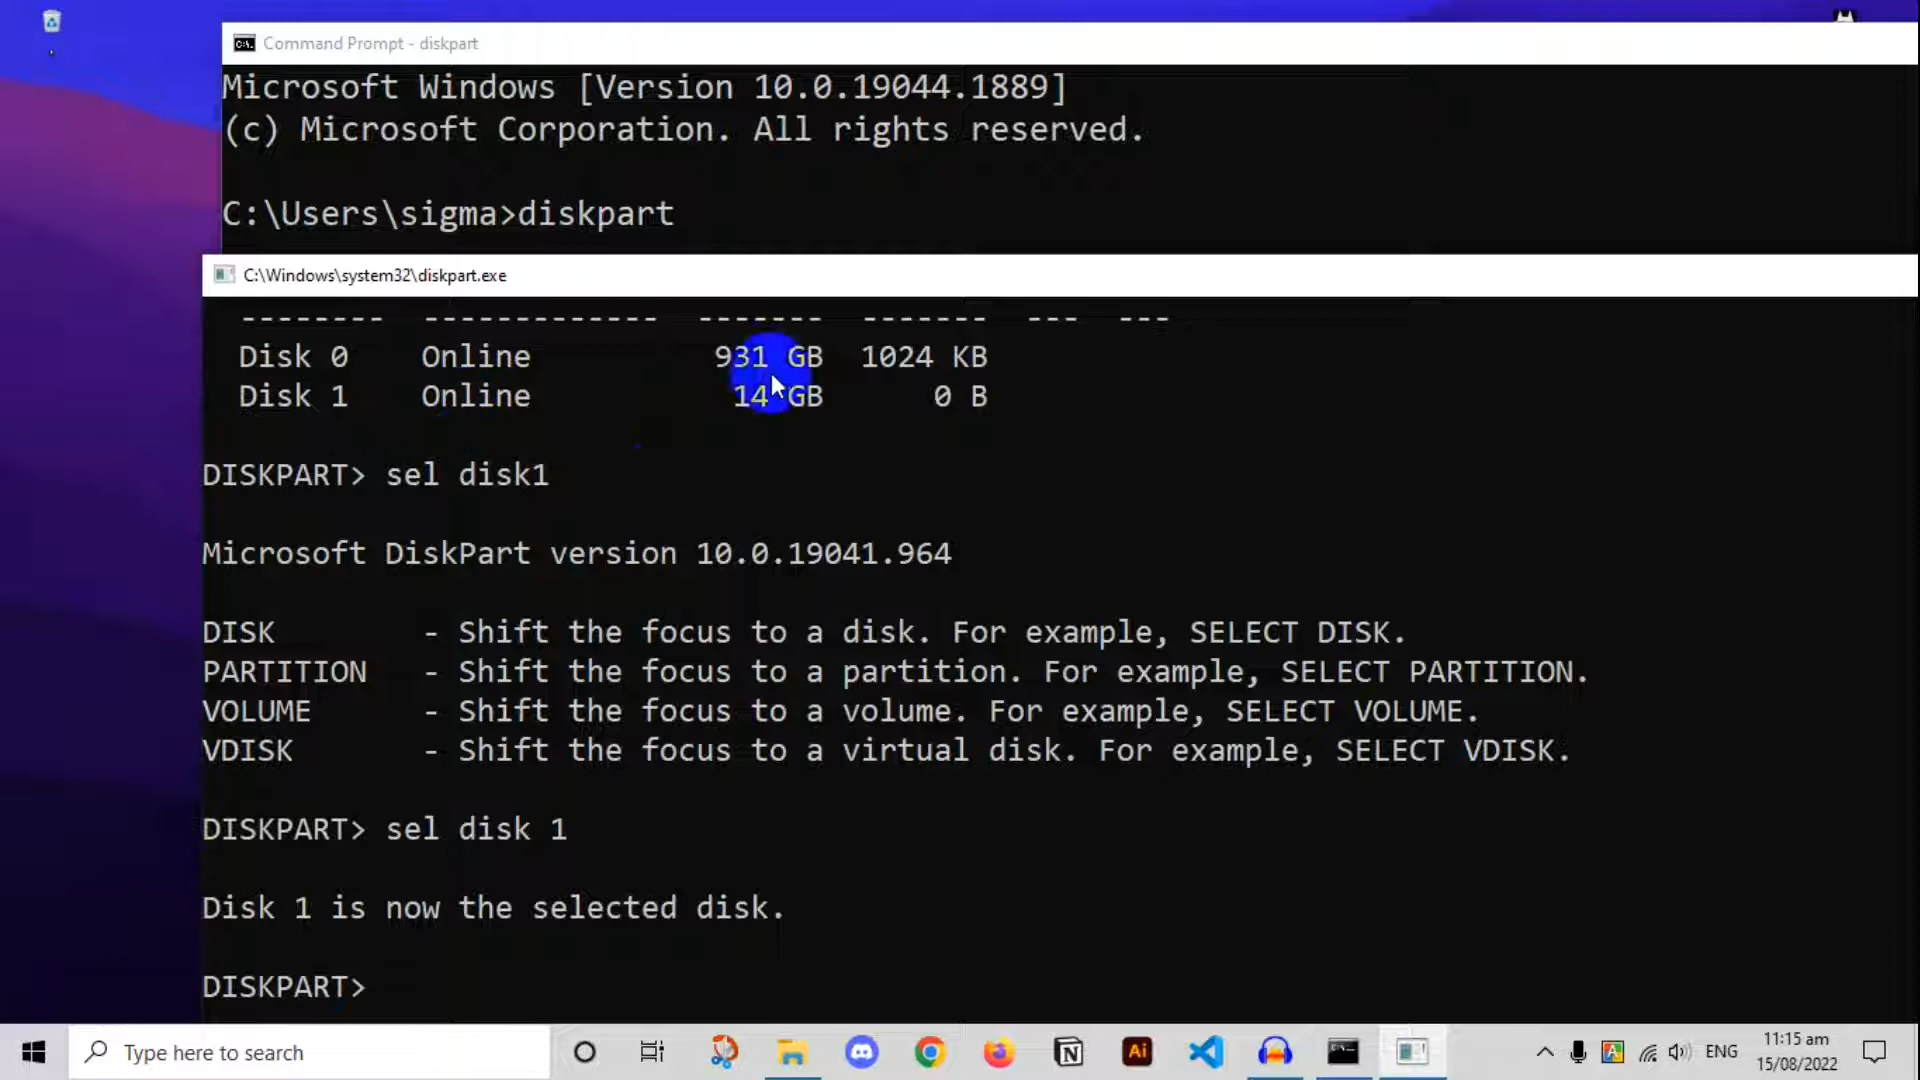 Command Prompt - diskpart
Microsoft Windows [Version 10.0.19044.1889]
(c) Microsoft Corporation. All rights reserved.
C:\Users\sigma>diskpart
C:\Windows\system32\diskpart.exe
-------- ------------- ------- ------- --- ---
Disk 0 Online 931 GB 1024 KB
Disk 1 Online 14 GB 0 B
DISKPART> sel disk1
Microsoft DiskPart version 10.0.19041.964
DISK - Shift the focus to a disk. For example, SELECT DISK.
PARTITION - Shift the focus to a partition. For example, SELECT PARTITION.
VOLUME - Shift the focus to a volume. For example, SELECT VOLUME.
VDISK - Shift the focus to a virtual disk. For example, SELECT VDISK.
DISKPART> sel disk 1
Disk 1 is now the selected disk.
DISKPART>
Type here to search
Ai
ENG
11:15 am
15/08/2022